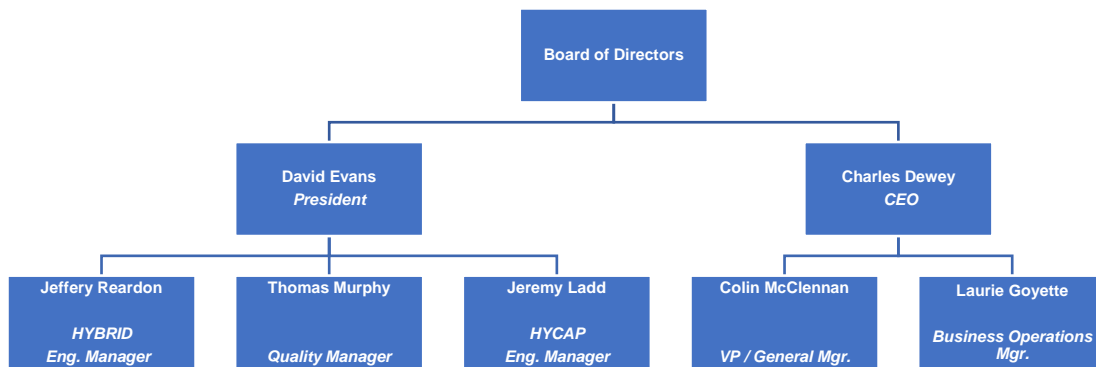 Board of Directors
David Evans
President
Charles Dewey
CEO
Jeffery Reardon
HYBRID
Eng. Manager
Thomas Murphy
Quality Manager
Jeremy Ladd
HYCAP
Eng. Manager
Colin McClennan
VP / General Mgr.
Laurie Goyette
Business Operations
Mgr.